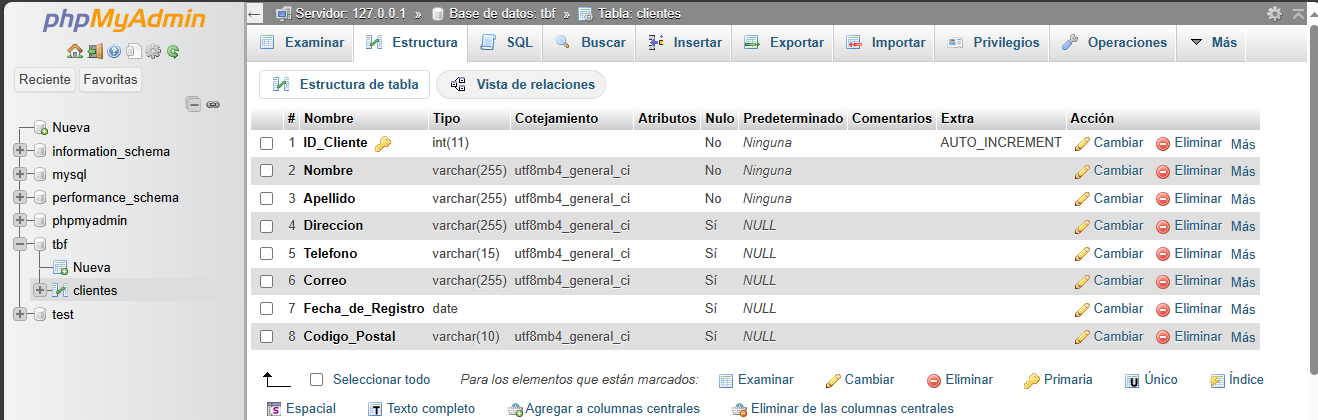 phpMyAdmin
Reciente Favoritas
Nueva
information_schema
mysql
performance_schema
phpmyadmin
tbf
Nueva
clientes
test
Servidor: 127.0.0.1 » Base de datos: tbf » Tabla: clientes
Examinar Estructura SQL Buscar Insertar Exportar Importar Privilegios Operaciones Más
Estructura de tabla Vista de relaciones
# Nombre Tipo Cotejamiento Atributos Nulo Predeterminado Comentarios Extra Acción
1 ID_Cliente int(11) No Ninguna AUTO_INCREMENT Cambiar Eliminar Más
2 Nombre varchar(255) utf8mb4_general_ci No Ninguna Cambiar Eliminar Más
3 Apellido varchar(255) utf8mb4_general_ci No Ninguna Cambiar Eliminar Más
4 Direccion varchar(255) utf8mb4_general_ci Sí NULL Cambiar Eliminar Más
5 Telefono varchar(15) utf8mb4_general_ci Sí NULL Cambiar Eliminar Más
6 Correo varchar(255) utf8mb4_general_ci Sí NULL Cambiar Eliminar Más
7 Fecha_de_Registro date Sí NULL Cambiar Eliminar Más
8 Codigo_Postal varchar(10) utf8mb4_general_ci Sí NULL Cambiar Eliminar Más
Seleccionar todo Para los elementos que están marcados: Examinar Cambiar Eliminar Primaria Único Índice
Espacial Texto completo Agregar a columnas centrales Eliminar de las columnas centrales